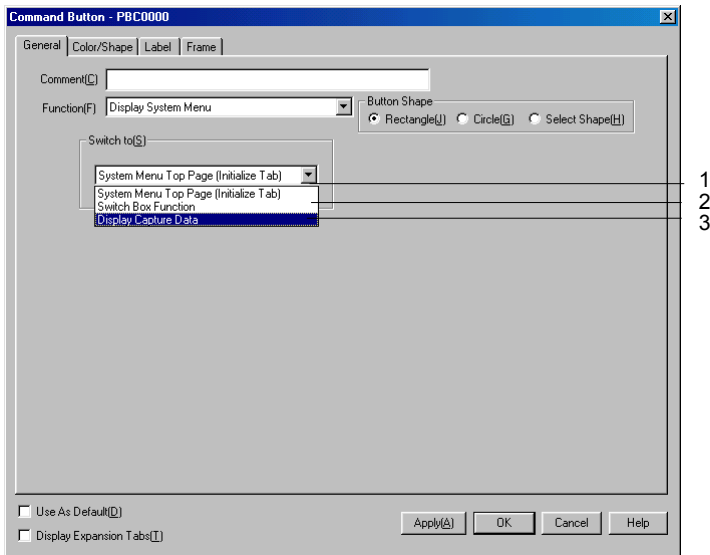 Command Button - PBC0000
General Color/Shape Label Frame
Comment(C)
Function(F) Display System Menu
Button Shape
Rectangle(J) Circle(G) Select Shape(H)
Switch to(S)
System Menu Top Page (Initialize Tab)
System Menu Top Page (Initialize Tab)
Switch Box Function
Display Capture Data
1
2
3
Use As Default(D)
Display Expansion Tabs(T)
Apply(A) OK Cancel Help